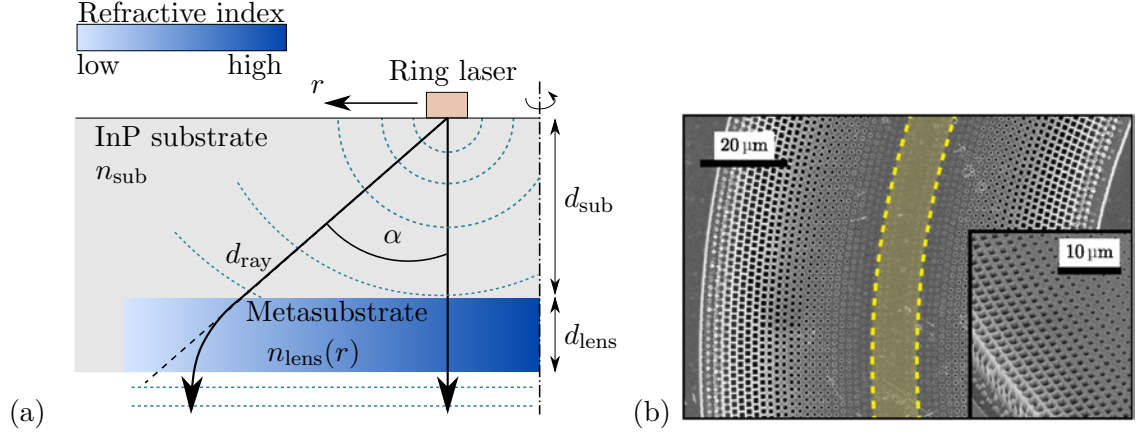 Refractive index
low high
Ring laser
r
InP substrate
n_sub
d_sub
α
d_ray
Metasubstrate
n_lens(r)
d_lens
(a)
20 µm
10 µm
(b)